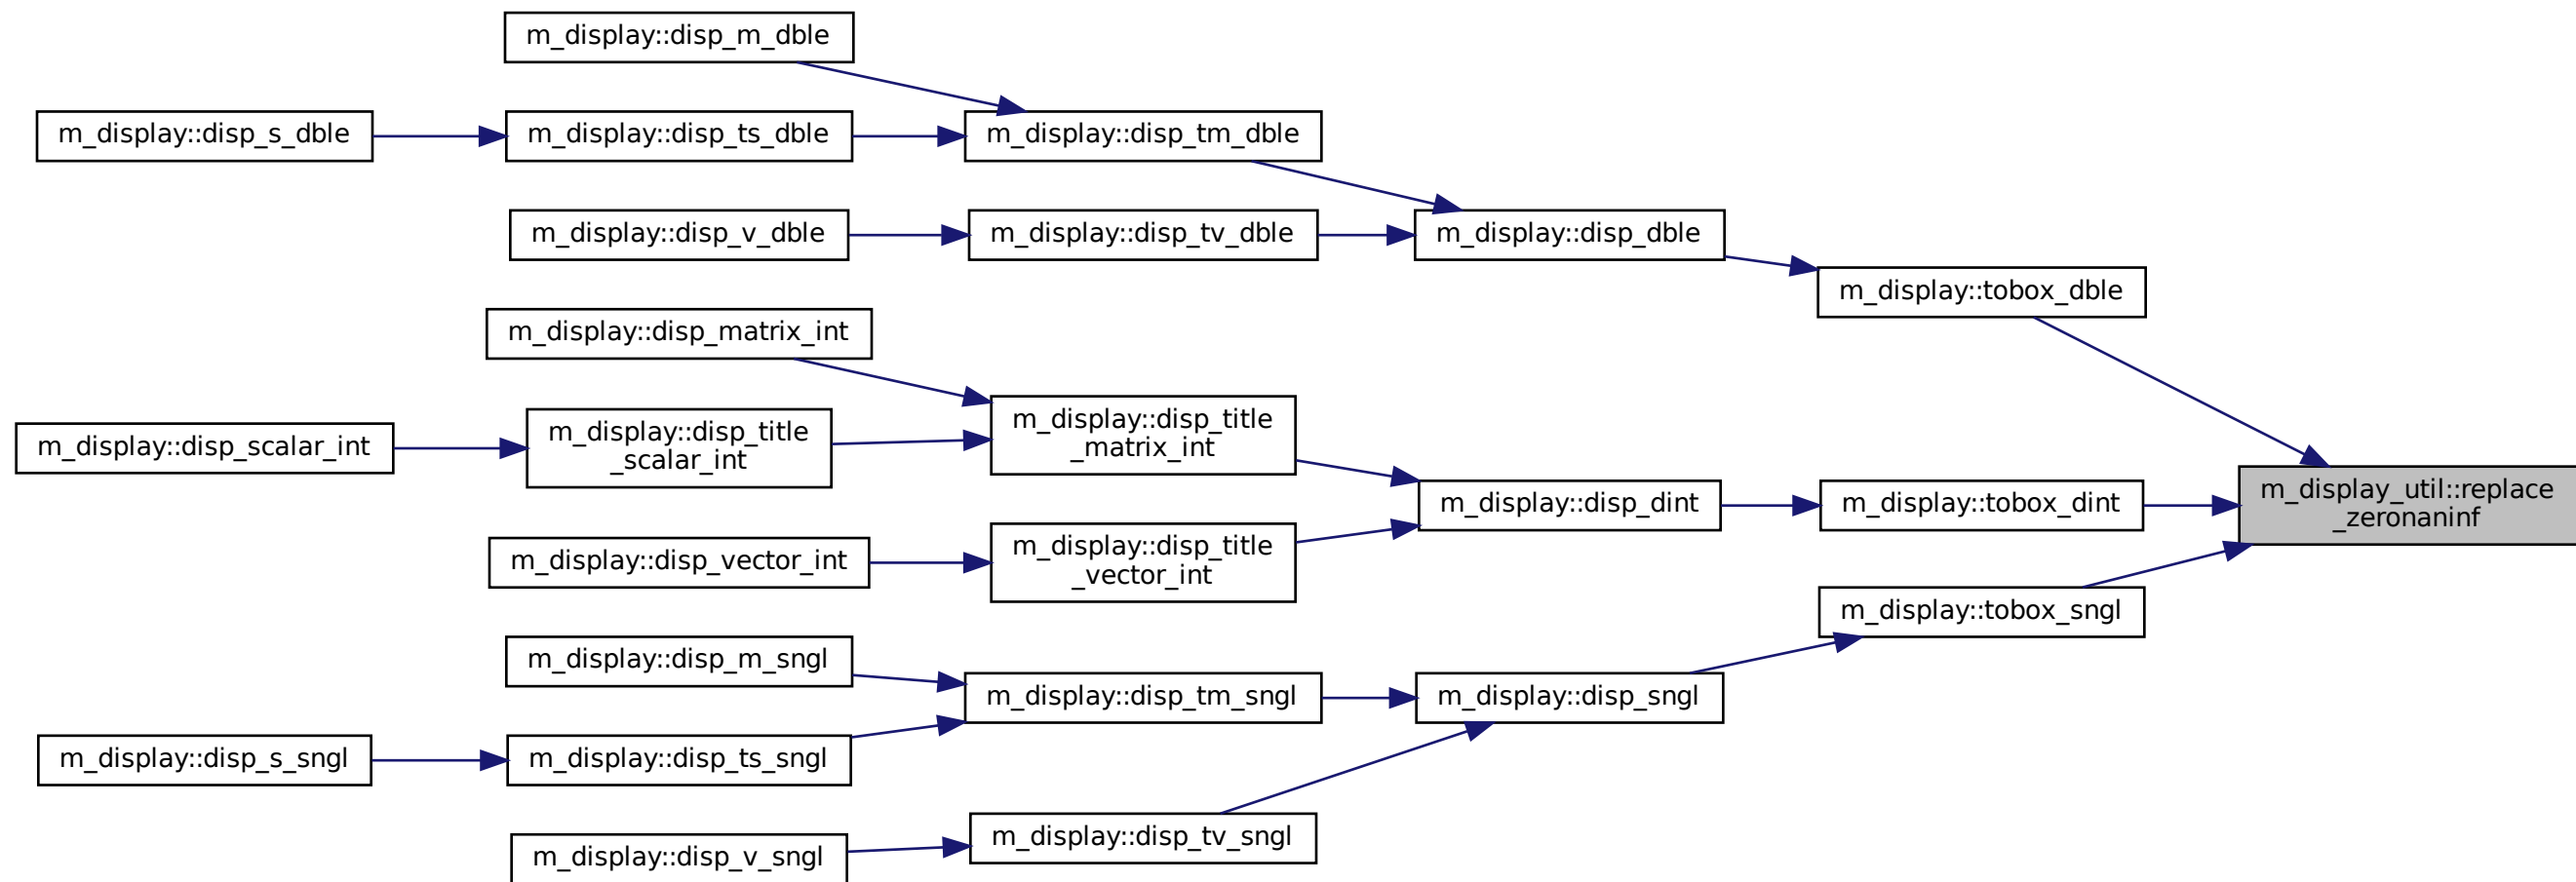 m_display::disp_m_dble
m_display::disp_s_dble
m_display::disp_ts_dble
m_display::disp_tm_dble
m_display::disp_v_dble
m_display::disp_tv_dble
m_display::disp_dble
m_display::tobox_dble
m_display::disp_matrix_int
m_display::disp_scalar_int
m_display::disp_title
_scalar_int
m_display::disp_title
_matrix_int
m_display::disp_dint
m_display::tobox_dint
m_display_util::replace
_zeronaninf
m_display::disp_vector_int
m_display::disp_title
_vector_int
m_display::tobox_sngl
m_display::disp_m_sngl
m_display::disp_tm_sngl
m_display::disp_sngl
m_display::disp_s_sngl
m_display::disp_ts_sngl
m_display::disp_v_sngl
m_display::disp_tv_sngl